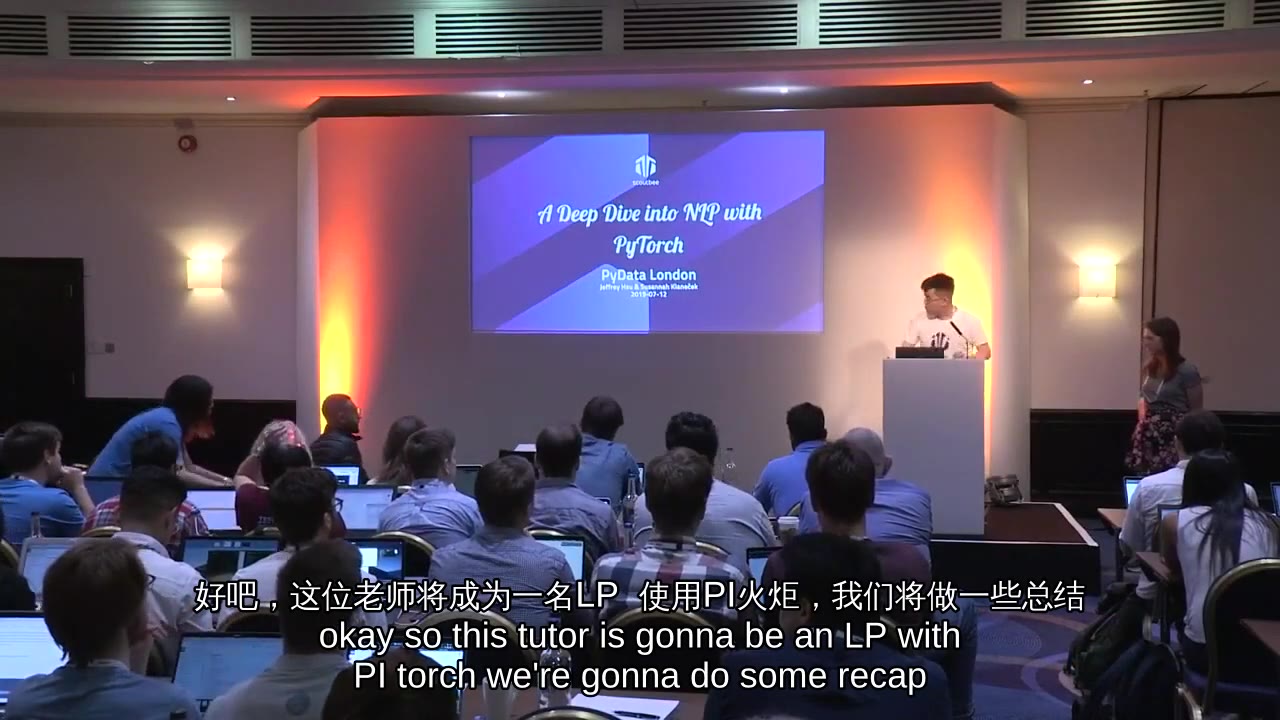 scoutbee
A Deep Dive into NLP with
PyTorch
PyData London
Jeffrey Hsu & Susannah Klaneček
2019-07-12
好吧，这位老师将成为一名LP 使用PI火炬，我们将做一些总结
okay so this tutor is gonna be an LP with
PI torch we're gonna do some recap